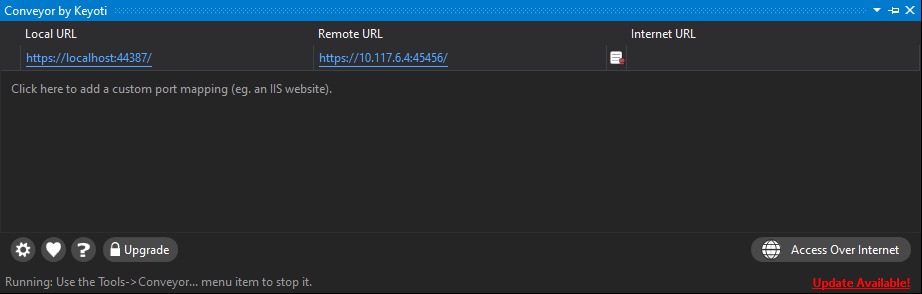 Conveyor by Keyoti
Local URL Remote URL Internet URL
https://localhost:44387/ https://10.117.6.4:45456/
Click here to add a custom port mapping (eg. an IIS website).
? Upgrade Access Over Internet
Running: Use the Tools->Conveyor... menu item to stop it. Update Available!